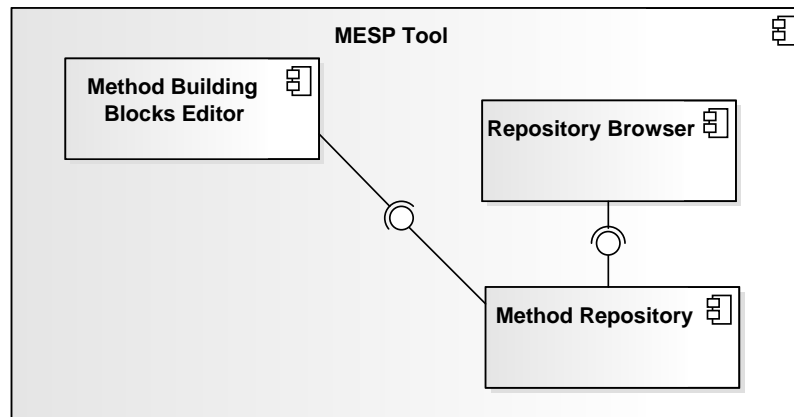 MESP Tool
Method Building
Blocks Editor
Repository Browser
Method Repository